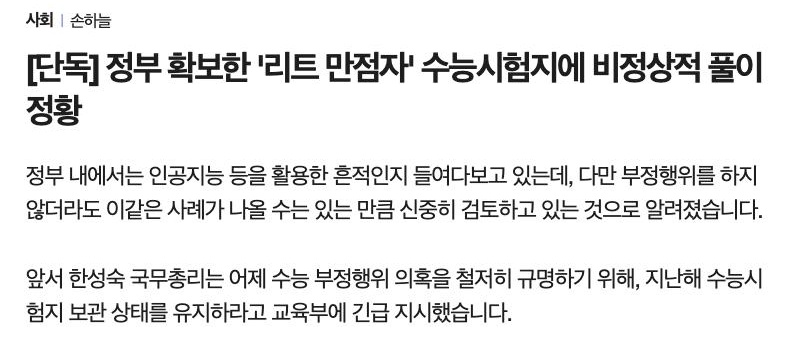 사회 | 손하늘
[단독] 정부 확보한 '리트 만점자' 수능시험지에 비정상적 풀이
정황
정부 내에서는 인공지능 등을 활용한 흔적인지 들여다보고 있는데, 다만 부정행위를 하지
않더라도 이같은 사례가 나올 수는 있는 만큼 신중히 검토하고 있는 것으로 알려졌습니다.
앞서 한성숙 국무총리는 어제 수능 부정행위 의혹을 철저히 규명하기 위해, 지난해 수능시
험지 보관 상태를 유지하라고 교육부에 긴급 지시했습니다.